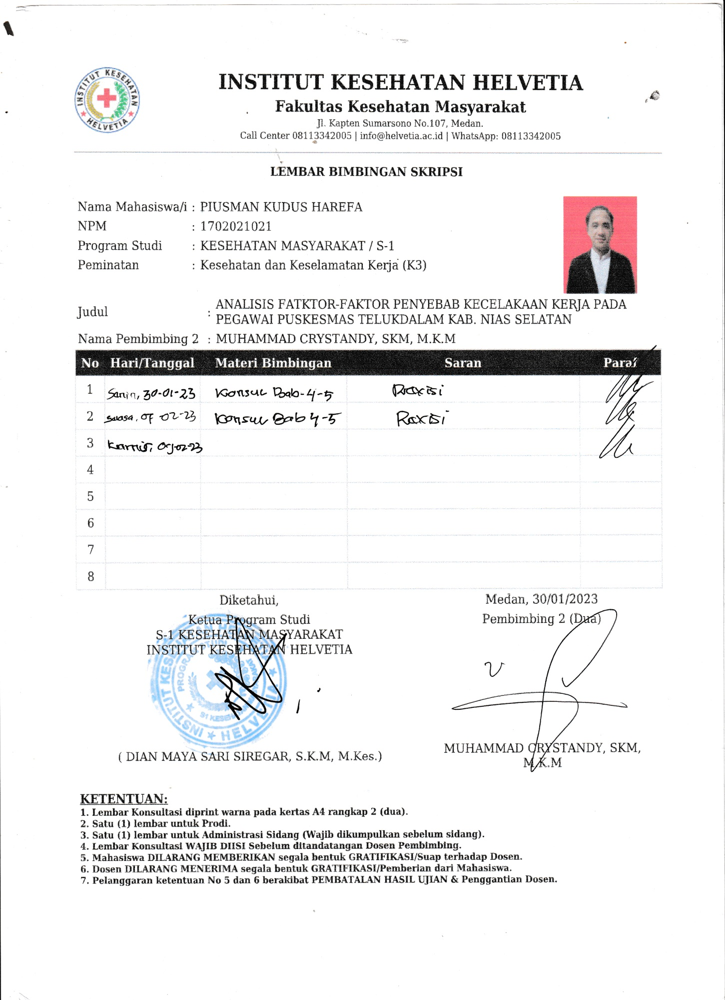 INSTITUT KESEHATAN
HELVETIA
INSTITUT KESEHATAN HELVETIA
Fakultas Kesehatan Masyarakat
Jl. Kapten Sumarsono No.107, Medan.
Call Center 08113342005 | info@helvetia.ac.id | WhatsApp: 08113342005
LEMBAR BIMBINGAN SKRIPSI
Nama Mahasiswa/i : PIUSMAN KUDUS HAREFA
NPM : 1702021021
Program Studi : KESEHATAN MASYARAKAT / S-1
Peminatan : Kesehatan dan Keselamatan Kerja (K3)
Judul : ANALISIS FATKTOR-FAKTOR PENYEBAB KECELAKAAN KERJA PADA
PEGAWAI PUSKESMAS TELUKDALAM KAB. NIAS SELATAN
Nama Pembimbing 2 : MUHAMMAD CRYSTANDY, SKM, M.K.M
No Hari/Tanggal Materi Bimbingan Saran Paraf
1 Senin, 30-01-23 Konsul Bab-4-5
2 Selasa, 07 02-23 Konsul Bab 4-5
3 Kamis, 09-02-23
4
5
6
7
8
Diketahui, Medan, 30/01/2023
Ketua Program Studi Pembimbing 2 (Dua)
S-1 KESEHATAN MASYARAKAT
INSTITUT KESEHATAN HELVETIA
INSTITUT KESEHATAN HELVETIA
PROGRAM STUDI
( DIAN MAYA SARI SIREGAR, S.K.M, M.Kes.) MUHAMMAD CRYSTANDY, SKM,
M.K.M
KETENTUAN:
1. Lembar Konsultasi diprint warna pada kertas A4 rangkap 2 (dua).
2. Satu (1) lembar untuk Prodi.
3. Satu (1) lembar untuk Administrasi Sidang (Wajib dikumpulkan sebelum sidang).
4. Lembar Konsultasi WAJIB DIISI Sebelum ditandatangan Dosen Pembimbing.
5. Mahasiswa DILARANG MEMBERIKAN segala bentuk GRATIFIKASI/Suap terhadap Dosen.
6. Dosen DILARANG MENERIMA segala bentuk GRATIFIKASI/Pemberian dari Mahasiswa.
7. Pelanggaran ketentuan No 5 dan 6 berakibat PEMBATALAN HASIL UJIAN & Penggantian Dosen.